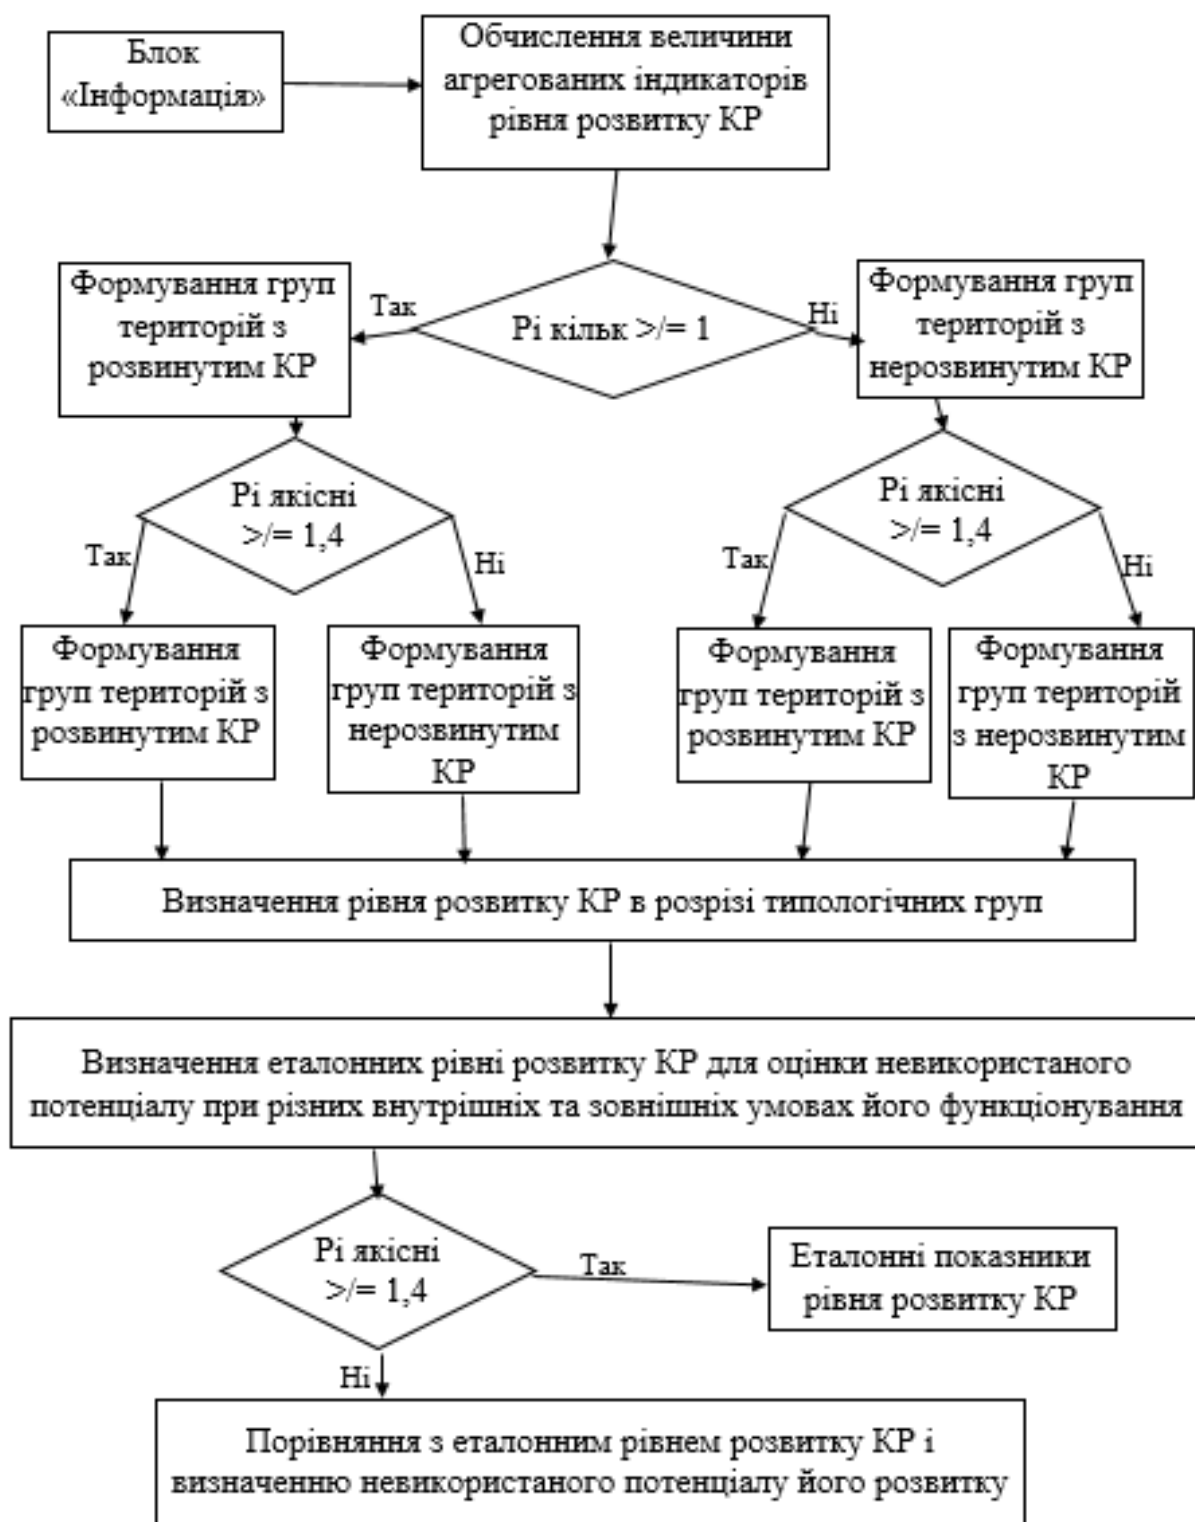 Блок
«Інформація»
Обчислення величини
агрегованих індикаторів
рівня розвитку КР
Формування груп
територій з
розвинутим КР
Так
Рі кільк >/= 1
Ні
Формування груп
територій з
нерозвинутим КР
Рі якісні
>/= 1,4
Так
Ні
Рі якісні
>/= 1,4
Так
Ні
Формування
груп територій з
розвинутим КР
Формування
груп територій з
нерозвинутим
КР
Формування
груп територій з
розвинутим КР
Формування
груп територій
з нерозвинутим
КР
Визначення рівня розвитку КР в розрізі типологічних груп
Визначення еталонних рівні розвитку КР для оцінки невикористаного
потенціалу при різних внутрішніх та зовнішніх умовах його функціонування
Рі якісні
>/= 1,4
Так
Еталонні показники
рівня розвитку КР
Ні
Порівняння з еталонним рівнем розвитку КР і
визначенню невикористаного потенціалу його розвитку